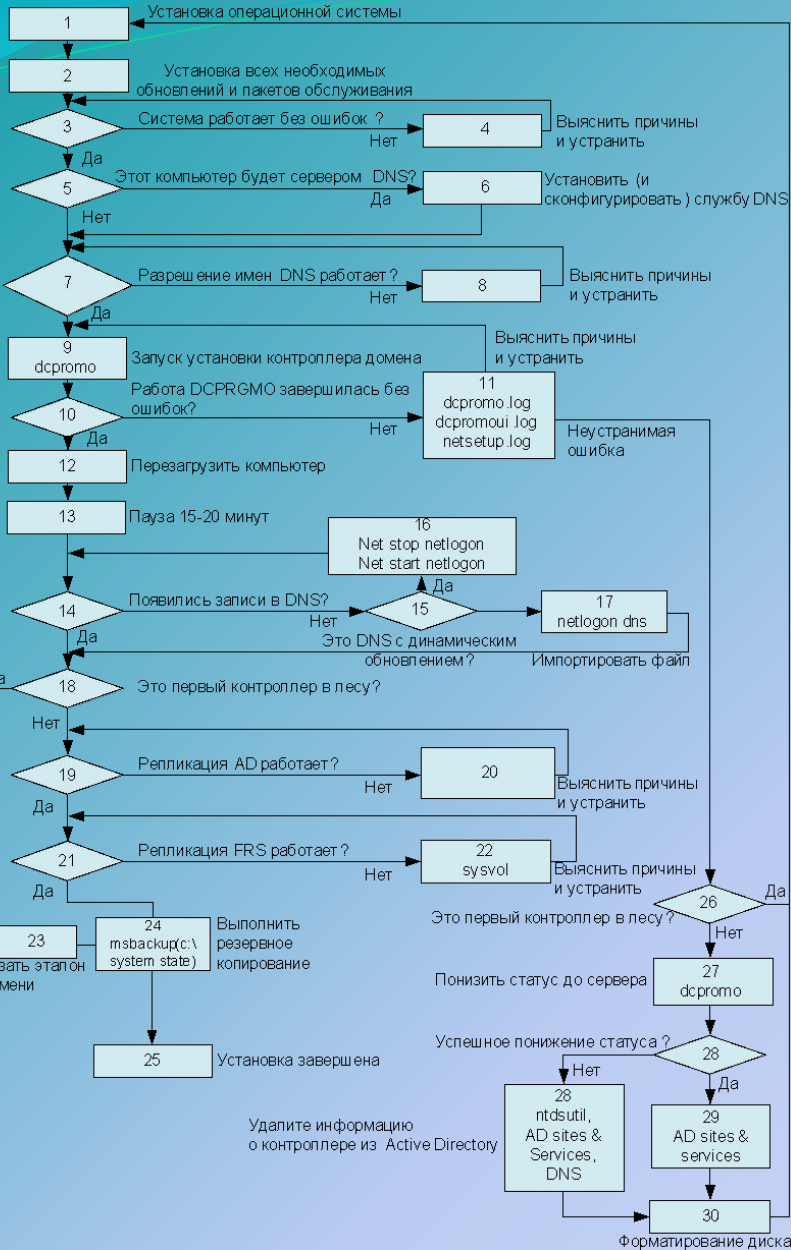 Установка операционной системы
1
2
Установка всех необходимых
обновлений и пакетов обслуживания
3
Система работает без ошибок ?
Нет
4
Выяснить причины
и устранить
Да
5
Этот компьютер будет сервером DNS?
Да
6
Установить (и
сконфигурировать ) службу DNS
Нет
7
Разрешение имен DNS работает?
Нет
8
Выяснить причины
и устранить
Да
9
dcpromo
Запуск установки контроллера домена
Выяснить причины
и устранить
10
Работа DCPRGMO завершилась без
ошибок?
Нет
11
dcpromo.log
dcpromoui .log
netsetup.log
Неустранимая
ошибка
Да
12
Перезагрузить компьютер
13
Пауза 15-20 минут
16
Net stop netlogon
Net start netlogon
14
Появились записи в DNS?
Нет
Да
15
Это DNS с динамическим
обновлением ?
17
netlogon dns
Импортировать файл
Да
18
Это первый контроллер в лесу?
Нет
19
Репликация AD работает?
Нет
20
Выяснить причины
и устранить
Да
21
Репликация FRS работает ?
Нет
22
sysvol
Выяснить причины
и устранить
Да
23
24
msbackup(c:\
system state)
Выполнить
резервное
копирование
зать эталон
мени
25
Установка завершена
26
Это первый контроллер в лесу?
Да
Нет
27
dcpromo
Понизить статус до сервера
28
Успешное понижение статуса ?
Нет
Да
28
ntdsutil,
AD sites &
Services,
DNS
Удалите информацию
о контроллере из Active Directory
29
AD sites &
services
30
Форматирование диска